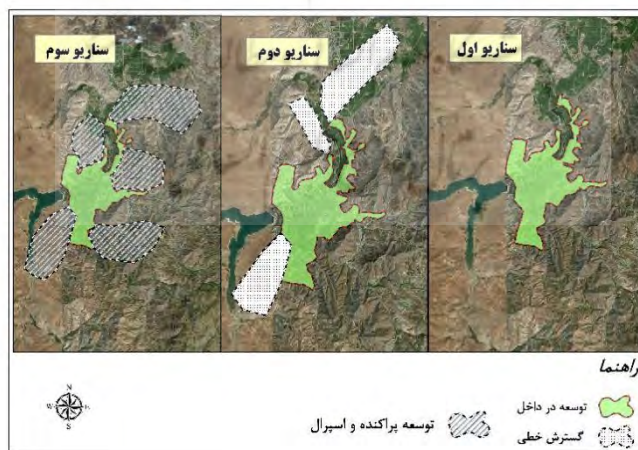 سناریو اول
سناریو دوم
سناریو سوم
راهنما
توسعه در داخل
گسترش خطی
توسعه پراکنده و اسپرال
N
W E
S